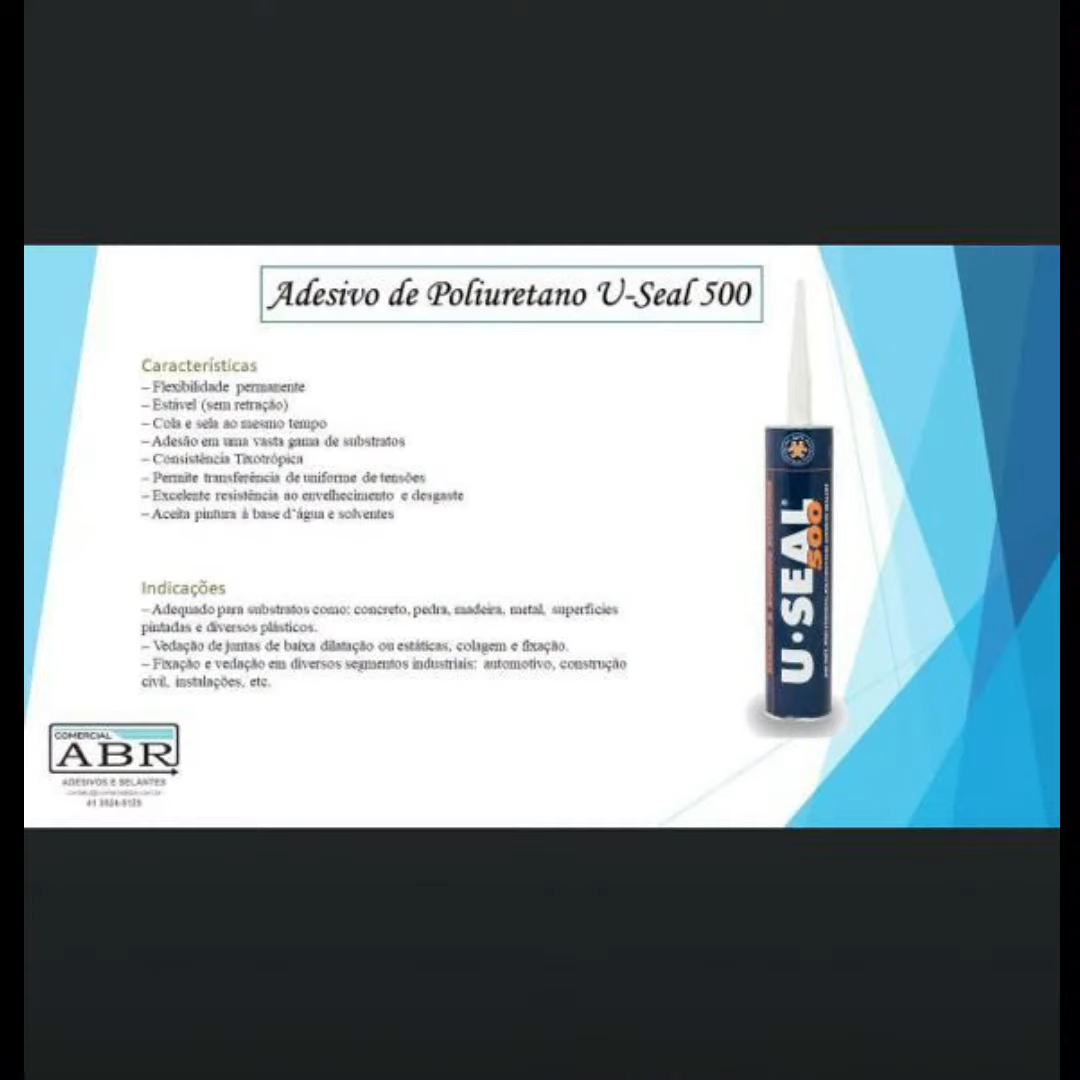 Adesivo de Poliuretano U-Seal 500
Características
– Flexibilidade permanente
– Estável (sem retração)
– Cola e sela ao mesmo tempo
– Adesão em uma vasta gama de substratos
– Consistência Tixotrópica
– Permite transferência de uniforme de tensões
– Excelente resistência ao envelhecimento e desgaste
– Aceita pintura à base d'água e solventes
Indicações
– Adequado para substratos como: concreto, pedra, madeira, metal, superfícies
pintadas e diversos plásticos.
– Vedação de juntas de baixa dilatação ou estáticas, colagem e fixação.
– Fixação e vedação em diversos segmentos industriais: automotivo, construção
civil, instalações, etc.
U·SEAL®
500
COMERCIAL
ABR
ADESIVOS E SELANTES